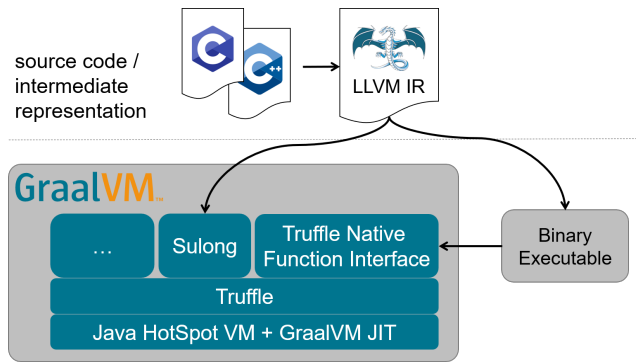 source code /
intermediate
representation
C
C++
LLVM IR
GraalVM™
...
Sulong
Truffle Native
Function Interface
Binary
Executable
Truffle
Java HotSpot VM + GraalVM JIT